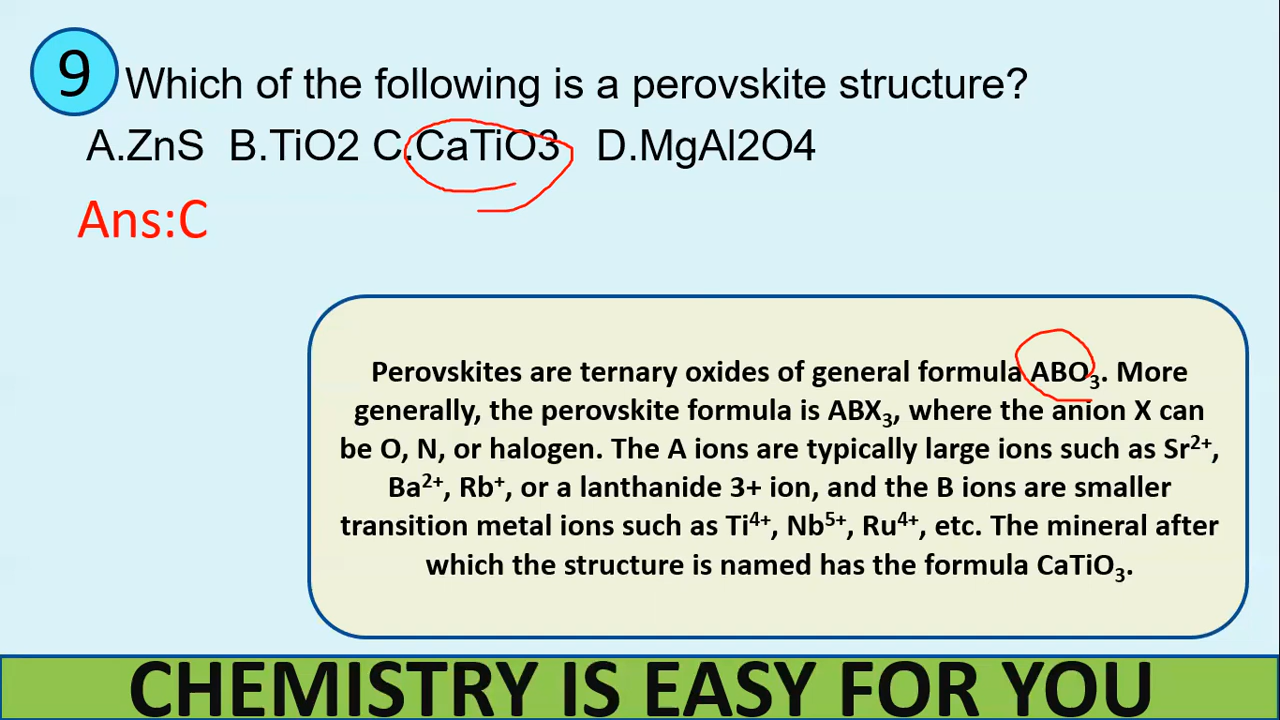 9 Which of the following is a perovskite structure?
A.ZnS B.TiO2 C.CaTiO3 D.MgAl2O4
Ans:C
Perovskites are ternary oxides of general formula ABO₃. More
generally, the perovskite formula is ABX₃, where the anion X can
be O, N, or halogen. The A ions are typically large ions such as Sr²⁺,
Ba²⁺, Rb⁺, or a lanthanide 3+ ion, and the B ions are smaller
transition metal ions such as Ti⁴⁺, Nb⁵⁺, Ru⁴⁺, etc. The mineral after
which the structure is named has the formula CaTiO₃.
CHEMISTRY IS EASY FOR YOU